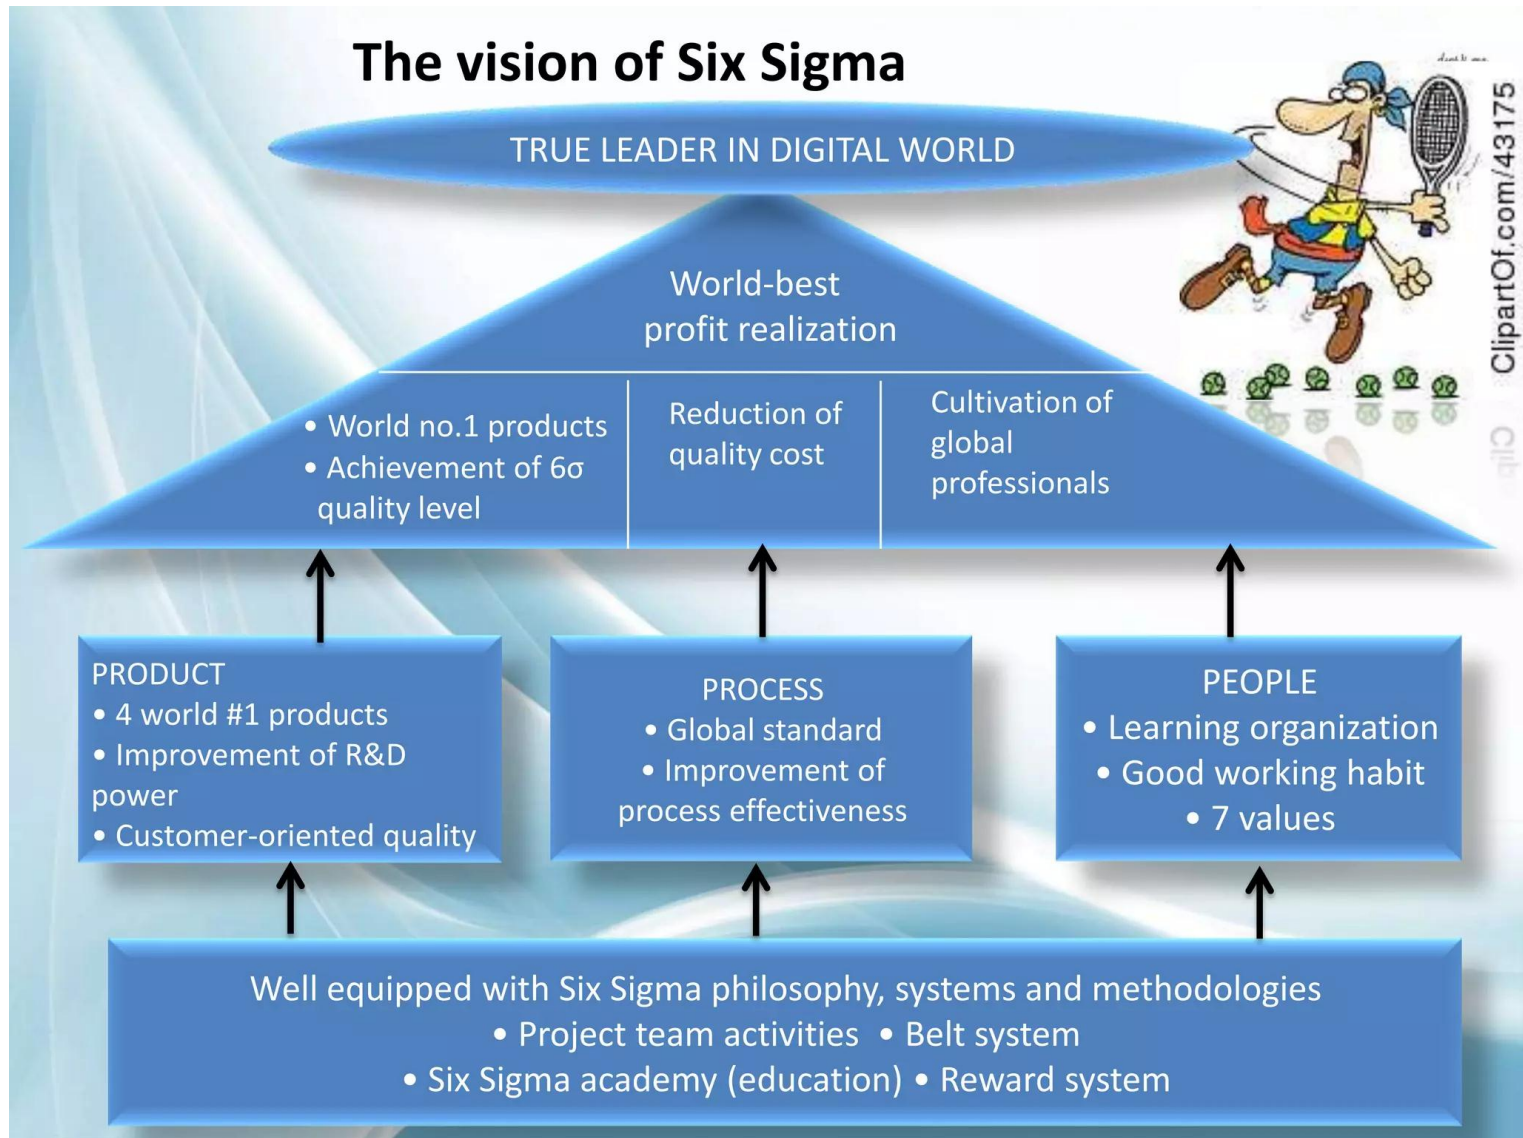 The vision of Six Sigma
TRUE LEADER IN DIGITAL WORLD
World-best
profit realization
• World no.1 products
• Achievement of 6σ
quality level
Reduction of
quality cost
Cultivation of
global
professionals
PRODUCT
• 4 world #1 products
• Improvement of R&D
power
• Customer-oriented quality
PROCESS
• Global standard
• Improvement of
process effectiveness
PEOPLE
• Learning organization
• Good working habit
• 7 values
Well equipped with Six Sigma philosophy, systems and methodologies
• Project team activities • Belt system
• Six Sigma academy (education) • Reward system
ClipartOf.com/43175